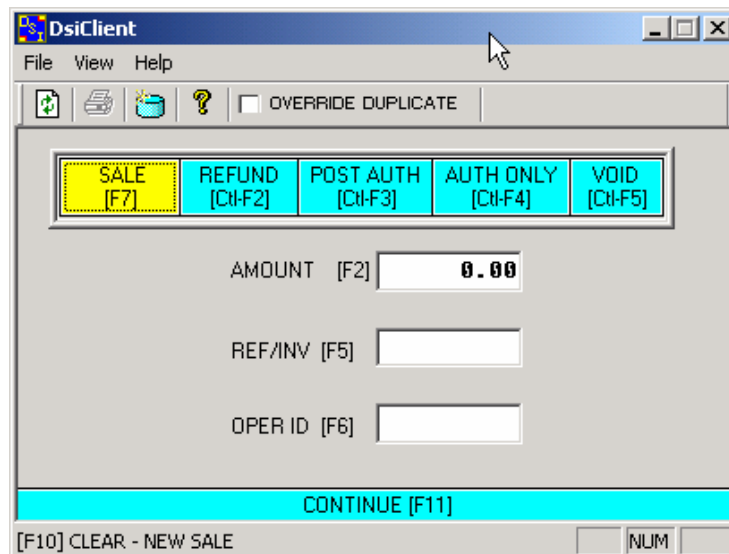 DsiClient
File View Help
OVERRIDE DUPLICATE
SALE REFUND POST AUTH AUTH ONLY VOID
[F7] [Ctl-F2] [Ctl-F3] [Ctl-F4] [Ctl-F5]
AMOUNT [F2] 0.00
REF/INV [F5]
OPER ID [F6]
CONTINUE [F11]
[F10] CLEAR - NEW SALE NUM